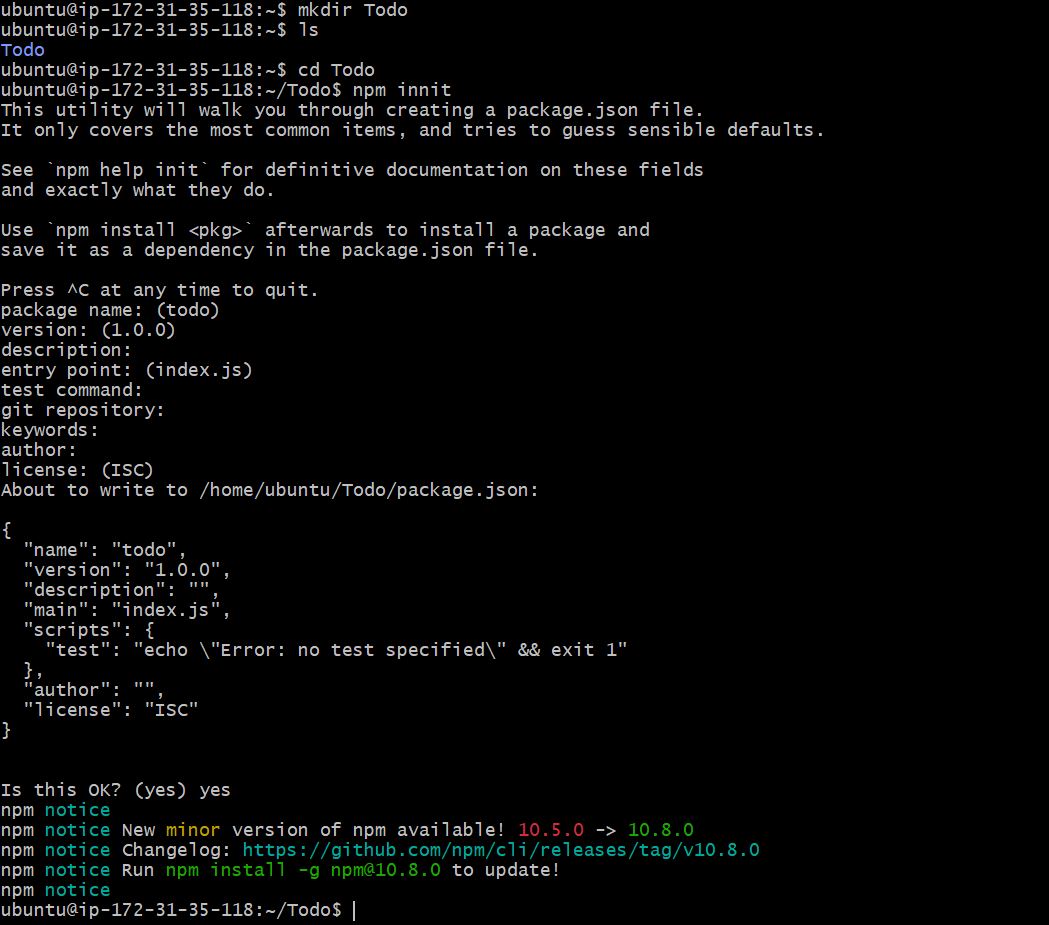 ubuntu@ip-172-31-35-118:~$ mkdir Todo
ubuntu@ip-172-31-35-118:~$ ls
Todo
ubuntu@ip-172-31-35-118:~$ cd Todo
ubuntu@ip-172-31-35-118:~/Todo$ npm innit
This utility will walk you through creating a package.json file.
It only covers the most common items, and tries to guess sensible defaults.

See `npm help init` for definitive documentation on these fields
and exactly what they do.

Use `npm install <pkg>` afterwards to install a package and
save it as a dependency in the package.json file.

Press ^C at any time to quit.
package name: (todo)
version: (1.0.0)
description:
entry point: (index.js)
test command:
git repository:
keywords:
author:
license: (ISC)
About to write to /home/ubuntu/Todo/package.json:

{
  "name": "todo",
  "version": "1.0.0",
  "description": "",
  "main": "index.js",
  "scripts": {
    "test": "echo \"Error: no test specified\" && exit 1"
  },
  "author": "",
  "license": "ISC"
}

Is this OK? (yes) yes
npm notice
npm notice New minor version of npm available! 10.5.0 -> 10.8.0
npm notice Changelog: https://github.com/npm/cli/releases/tag/v10.8.0
npm notice Run npm install -g npm@10.8.0 to update!
npm notice
ubuntu@ip-172-31-35-118:~/Todo$